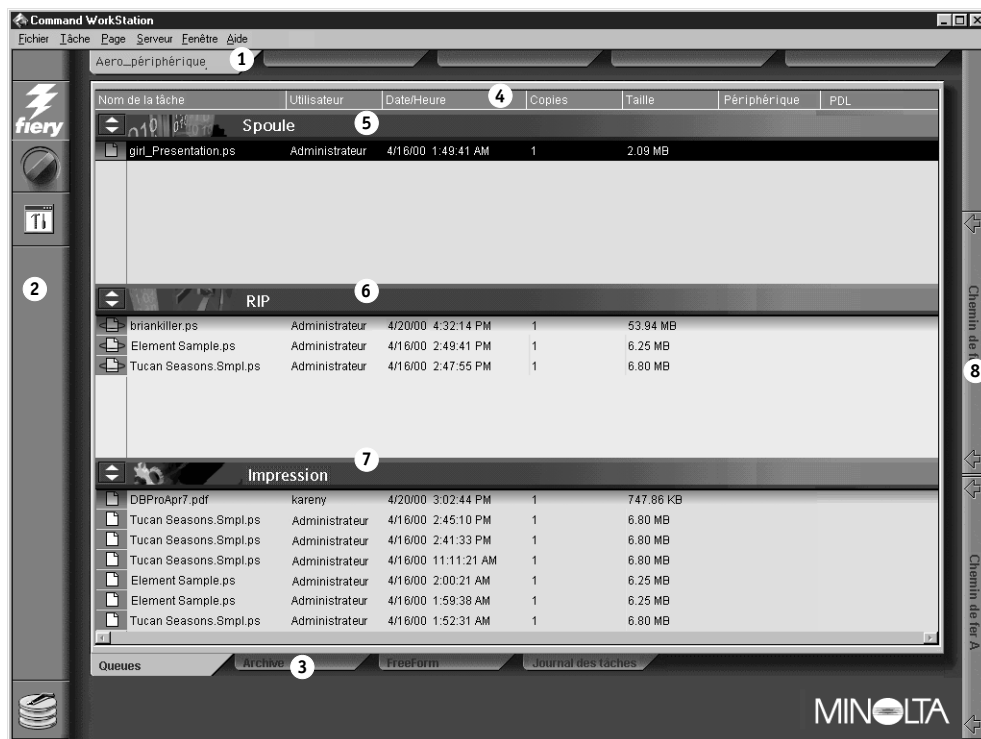 Command WorkStation
Fichier Tâche Page Serveur Fenêtre Aide
Aero_périphérique 1
Nom de la tâche Utilisateur Date/Heure 4 Copies Taille Périphérique PDL
fiery
Spoule 5
girl_Presentation.ps Administrateur 4/16/00 1:49:41 AM 1 2.09 MB
2
RIP 6
briankiller.ps Administrateur 4/20/00 4:32:14 PM 1 53.94 MB
Element Sample.ps Administrateur 4/16/00 2:49:41 PM 1 6.25 MB
Tucan Seasons.Smpl.ps Administrateur 4/16/00 2:47:55 PM 1 6.80 MB
Chemin de f
8
Impression 7
DBProApr7.pdf kareny 4/20/00 3:02:44 PM 1 747.86 KB
Tucan Seasons.Smpl.ps Administrateur 4/16/00 2:45:10 PM 1 6.80 MB
Tucan Seasons.Smpl.ps Administrateur 4/16/00 2:41:33 PM 1 6.80 MB
Tucan Seasons.Smpl.ps Administrateur 4/16/00 11:11:21 AM 1 6.80 MB
Element Sample.ps Administrateur 4/16/00 2:00:21 AM 1 6.25 MB
Element Sample.ps Administrateur 4/16/00 1:59:38 AM 1 6.25 MB
Tucan Seasons.Smpl.ps Administrateur 4/16/00 1:52:31 AM 1 6.80 MB
Chemin de fer A
Queues Archive 3 FreeForm Journal des tâches
MINOLTA